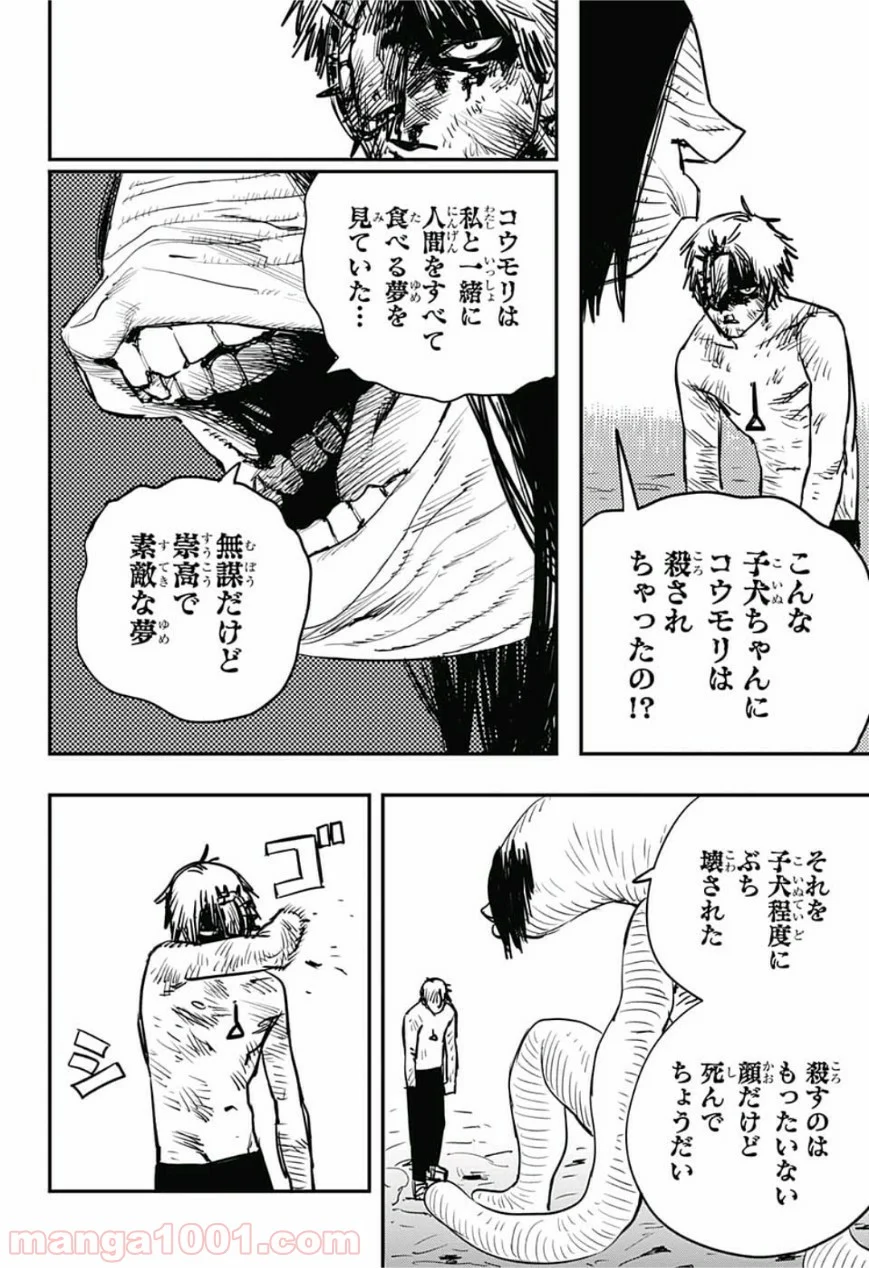 こんな
子犬ちゃんに
コウモリは
殺され
ちゃったの!?
コウモリは
私と一緒に
人間をすべて
食べる夢を
見ていた…
無謀だけど
崇高で
素敵な夢
それを
子犬程度に
ぶち
壊された
殺すのは
もったいない
顔だけど
死んで
ちょうだい
ゴ
シ
manga1001.com